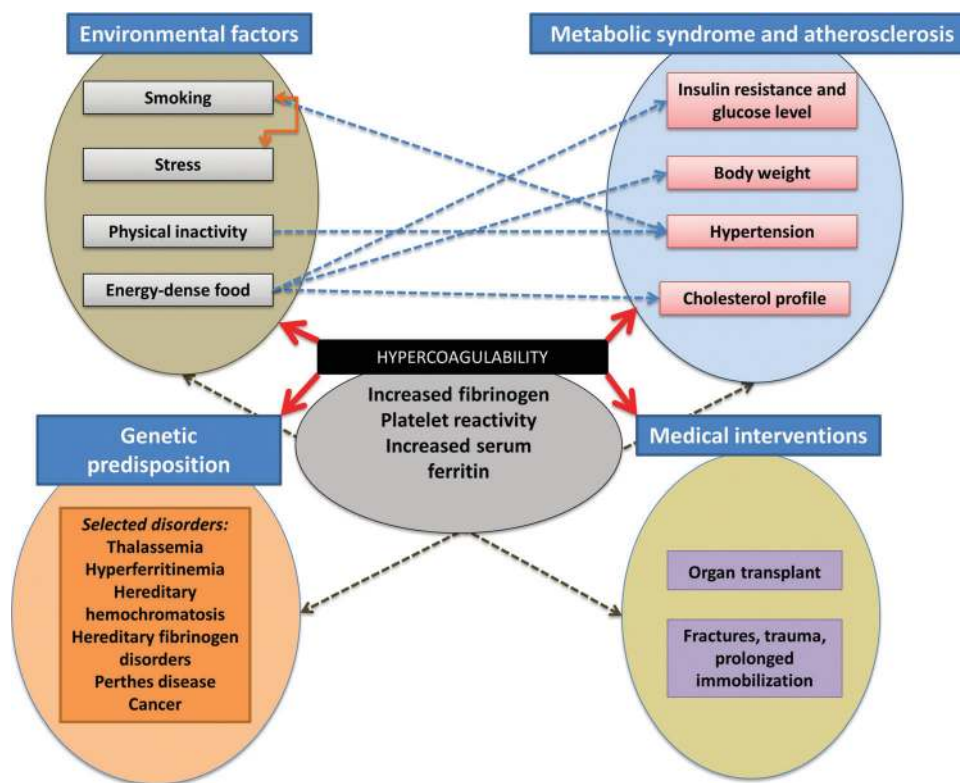 Environmental factors
Smoking
Stress
Physical inactivity
Energy-dense food
Metabolic syndrome and atherosclerosis
Insulin resistance and
glucose level
Body weight
Hypertension
Cholesterol profile
HYPERCOAGULABILITY
Increased fibrinogen
Platelet reactivity
Increased serum
ferritin
Genetic
predisposition
Selected disorders:
Thalassemia
Hyperferritinemia
Hereditary
hemochromatosis
Hereditary fibrinogen
disorders
Perthes disease
Cancer
Medical interventions
Organ transplant
Fractures, trauma,
prolonged
immobilization